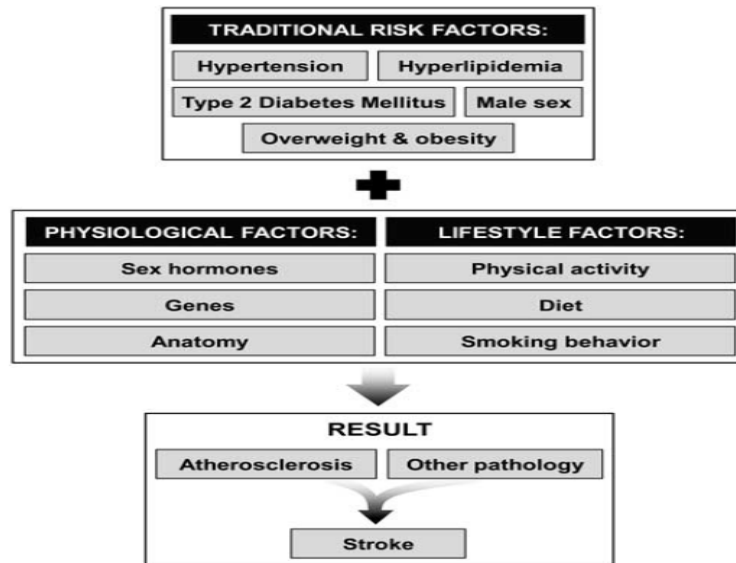 TRADITIONAL RISK FACTORS:
Hypertension Hyperlipidemia
Type 2 Diabetes Mellitus Male sex
Overweight & obesity
PHYSIOLOGICAL FACTORS: LIFESTYLE FACTORS:
Sex hormones Physical activity
Genes Diet
Anatomy Smoking behavior
RESULT
Atherosclerosis Other pathology
Stroke